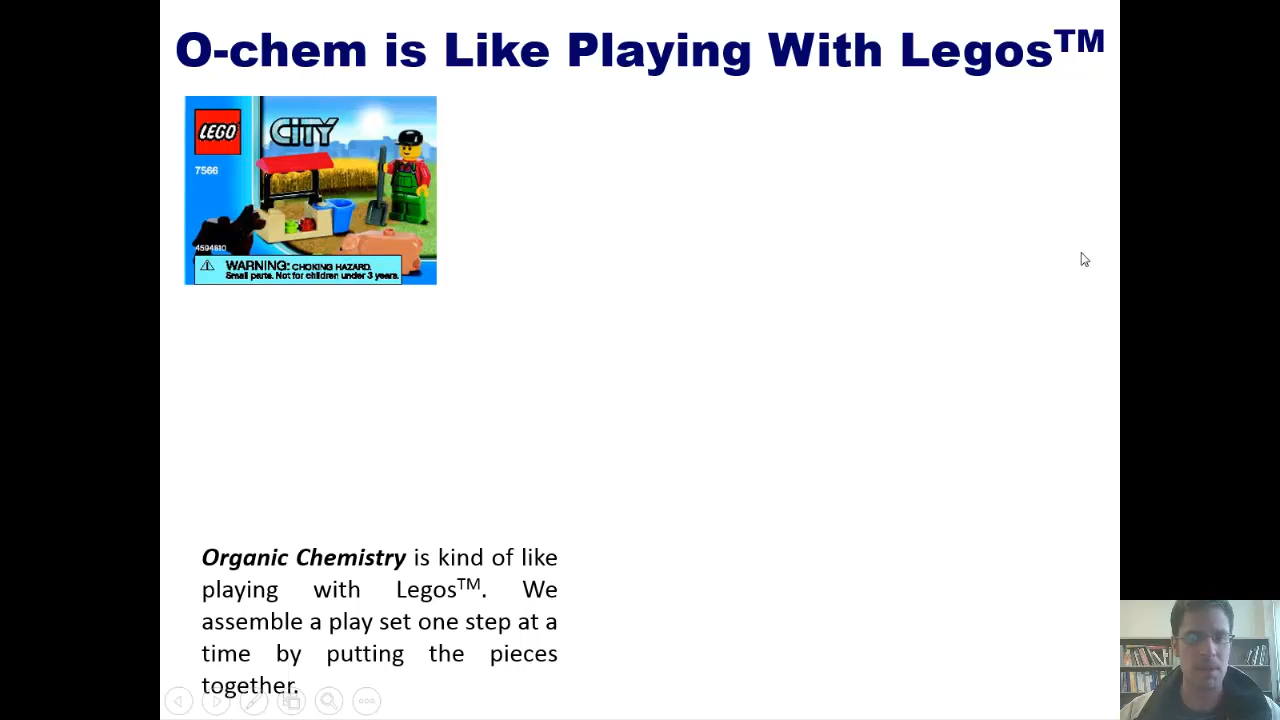 O-chem is Like Playing With Legos™
LEGO
CITY
7566
4594810
WARNING: CHOKING HAZARD.
Small parts. Not for children under 3 years.
Organic Chemistry is kind of like
playing with Legos™. We
assemble a play set one step at a
time by putting the pieces
together.